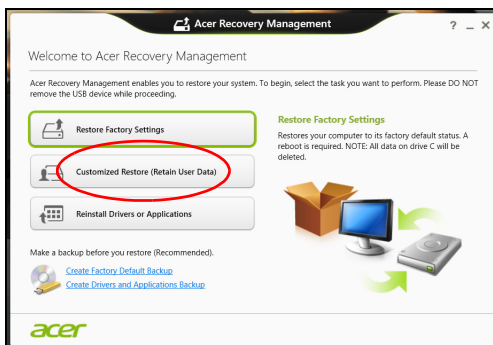 Acer Recovery Management
? _ ×
Welcome to Acer Recovery Management
Acer Recovery Management enables you to restore your system. To begin, select the task you want to perform. Please DO NOT
remove the USB device while proceeding.
Restore Factory Settings
Customized Restore (Retain User Data)
Reinstall Drivers or Applications
Restore Factory Settings
Restores your computer to its factory default status. A
reboot is required. NOTE: All data on drive C will be
deleted.
Make a backup before you restore (Recommended).
Create Factory Default Backup
Create Drivers and Applications Backup
acer